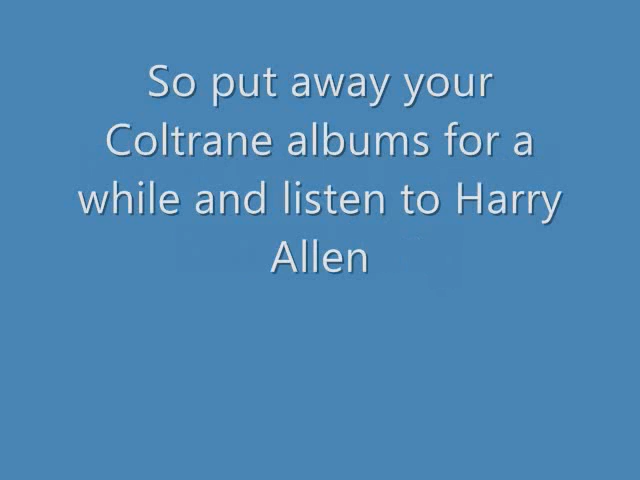 So put away your
Coltrane albums for a
while and listen to Harry
Allen